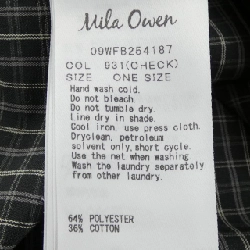 Mila Owen
09WFB264187
COL 931(CHECK)
SIZE ONE SIZE
Hand wash cold.
Do not bleach.
Do not tumble dry.
Line dry in shade.
Cool iron, use press cloth.
Dryclean, petroleum
solvent only, short cycle.
Use the net when washing.
Wash the laundry separately
from other laundry.
64% POLYESTER
36% COTTON